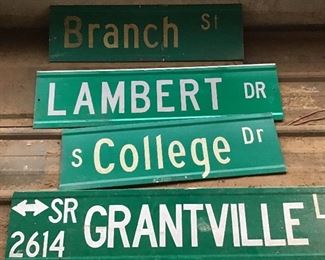 Branch St
LAMBERT DR
S College Dr
↔ SR GRANTVILLE L
2614